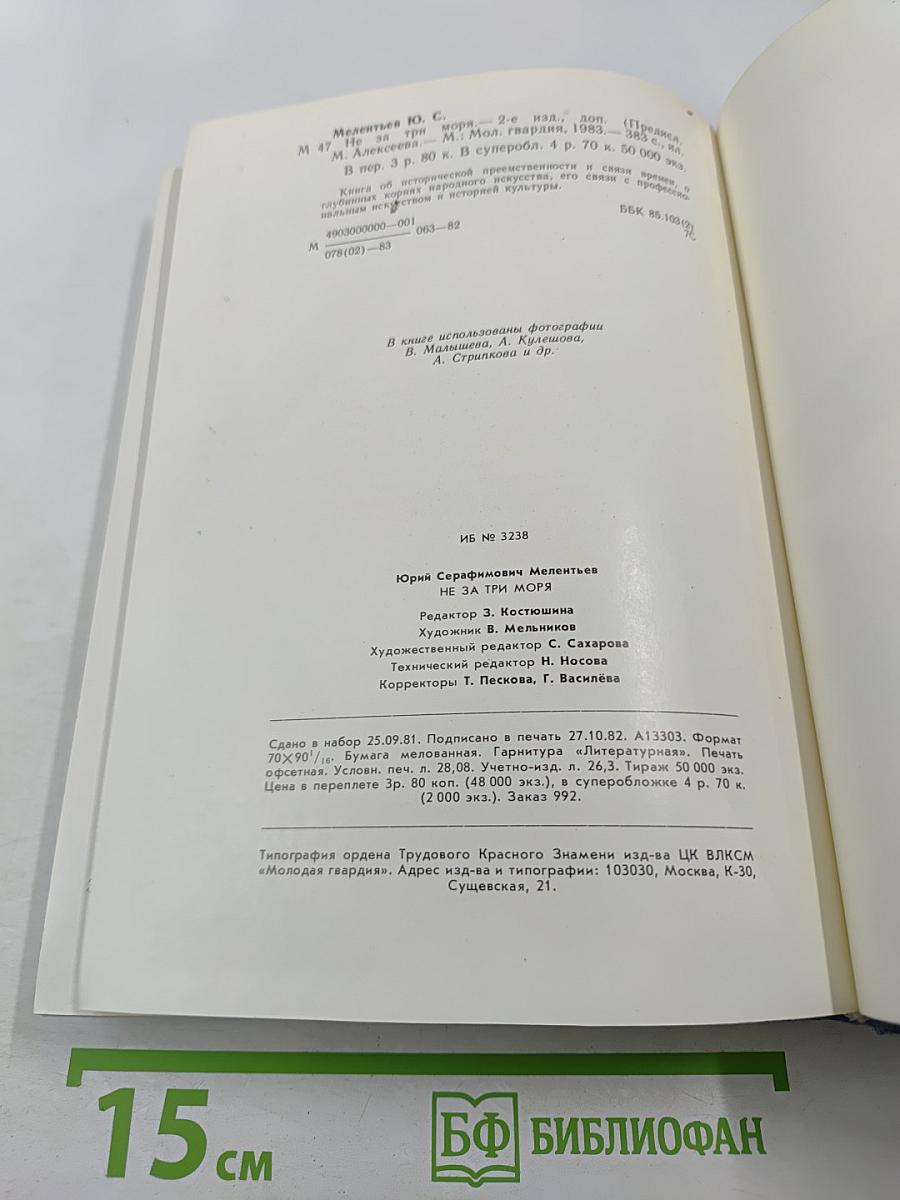 Мелентьев Ю. С.
М 47 Не за три моря.— 2-е изд., доп. (Предисл.
М. Алексеева.— М.: Мол. гвардия, 1983.— 383 с., ил.
В пер. 3 р. 80 к. В суперобл. 4 р. 70 к. 50 000 экз.
Книга об исторической преемственности и связи времен, о
глубинных корнях народного искусства, его связи с профессио-
нальным искусством и историей культуры.
М 4903000000—001 063—82
078(02)—83
ББК 85.103(2)
7С
В книге использованы фотографии
В. Малышева, А. Кулешова,
А. Стрипкова и др.
ИБ № 3238
Юрий Серафимович Мелентьев
НЕ ЗА ТРИ МОРЯ
Редактор З. Костюшина
Художник В. Мельников
Художественный редактор С. Сахарова
Технический редактор Н. Носова
Корректоры Т. Пескова, Г. Василёва
Сдано в набор 25.09.81. Подписано в печать 27.10.82. А13303. Формат
70×90¹/₁₆. Бумага мелованная. Гарнитура «Литературная». Печать
офсетная. Условн. печ. л. 28,08. Учетно-изд. л. 26,3. Тираж 50 000 экз.
Цена в переплете 3р. 80 коп. (48 000 экз.), в суперобложке 4 р. 70 к.
(2 000 экз.). Заказ 992.
Типография ордена Трудового Красного Знамени изд-ва ЦК ВЛКСМ
«Молодая гвардия». Адрес изд-ва и типографии: 103030, Москва, К-30,
Сущевская, 21.
15 см
БФ БИБЛИОФАН